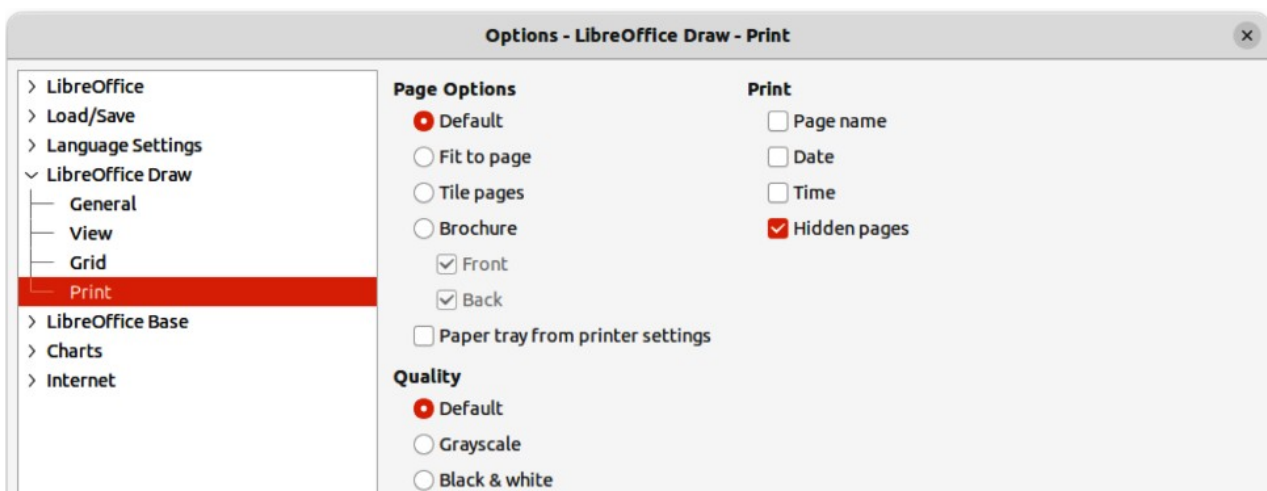 Options - LibreOffice Draw - Print
LibreOffice
Load/Save
Language Settings
LibreOffice Draw
General
View
Grid
Print
LibreOffice Base
Charts
Internet
Page Options
Default
Fit to page
Tile pages
Brochure
Front
Back
Paper tray from printer settings
Quality
Default
Grayscale
Black & white
Print
Page name
Date
Time
Hidden pages